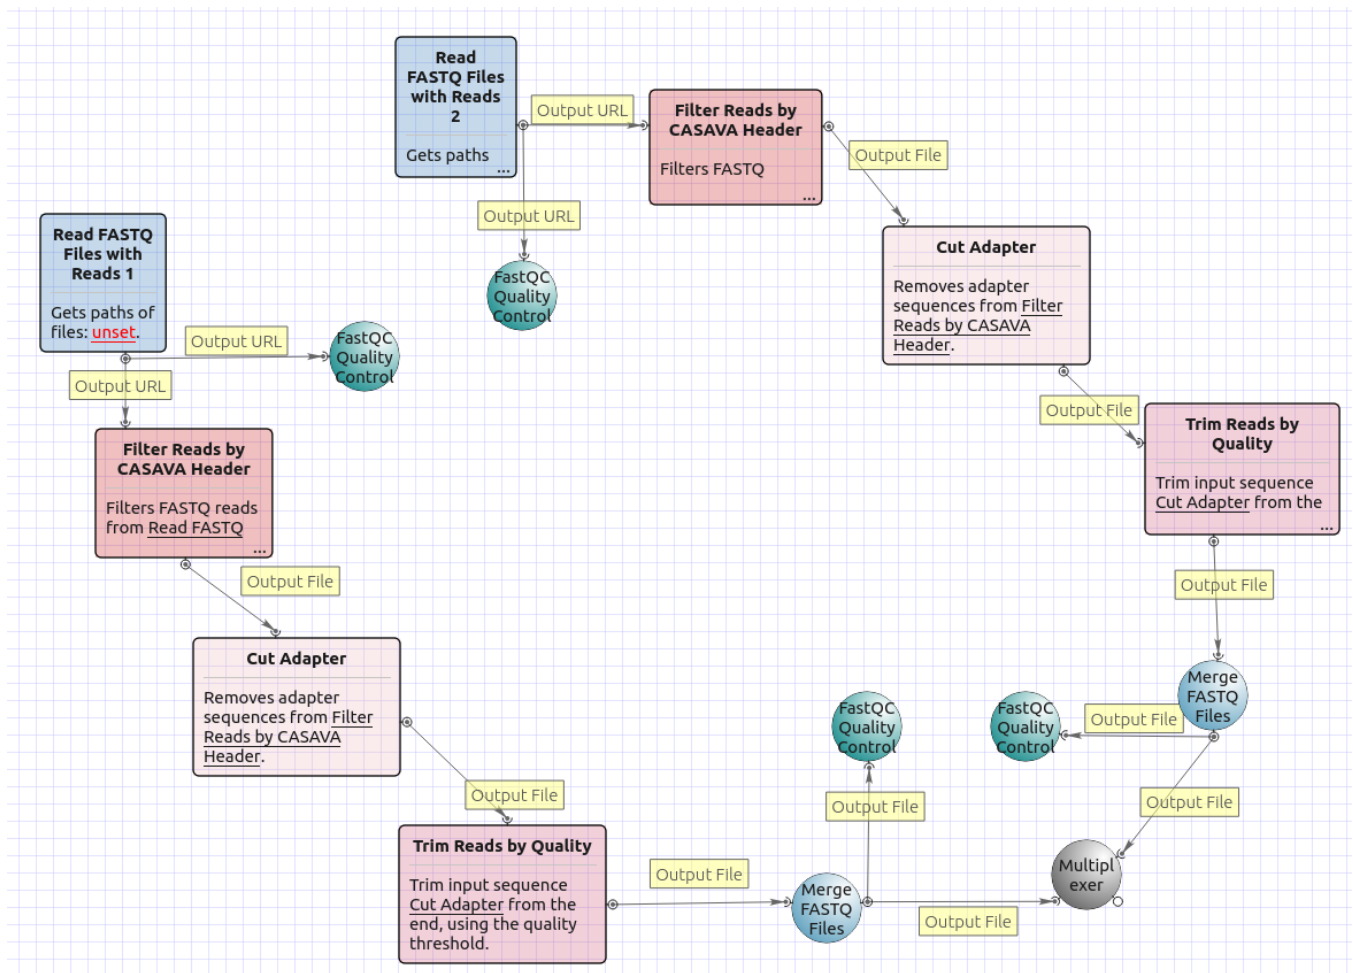 Read
FASTQ Files
with Reads
2
Gets paths
...
Output URL
Filter Reads by
CASAVA Header
Filters FASTQ
...
Output File
Output URL
FastQC
Quality
Control
Cut Adapter
Removes adapter
sequences from Filter
Reads by CASAVA
Header.
Output File
Trim Reads by
Quality
Trim input sequence
Cut Adapter from the
...
Output File
Merge
FASTQ
Files
Output File
FastQC
Quality
Control
Output File
Read FASTQ
Files with
Reads 1
Gets paths of
files: unset.
Output URL
FastQC
Quality
Control
Output URL
Filter Reads by
CASAVA Header
Filters FASTQ reads
from Read FASTQ
...
Output File
Cut Adapter
Removes adapter
sequences from Filter
Reads by CASAVA
Header.
Output File
Trim Reads by Quality
Trim input sequence
Cut Adapter from the
end, using the quality
threshold.
Output File
Merge
FASTQ
Files
Output File
FastQC
Quality
Control
Output File
Multipl
exer